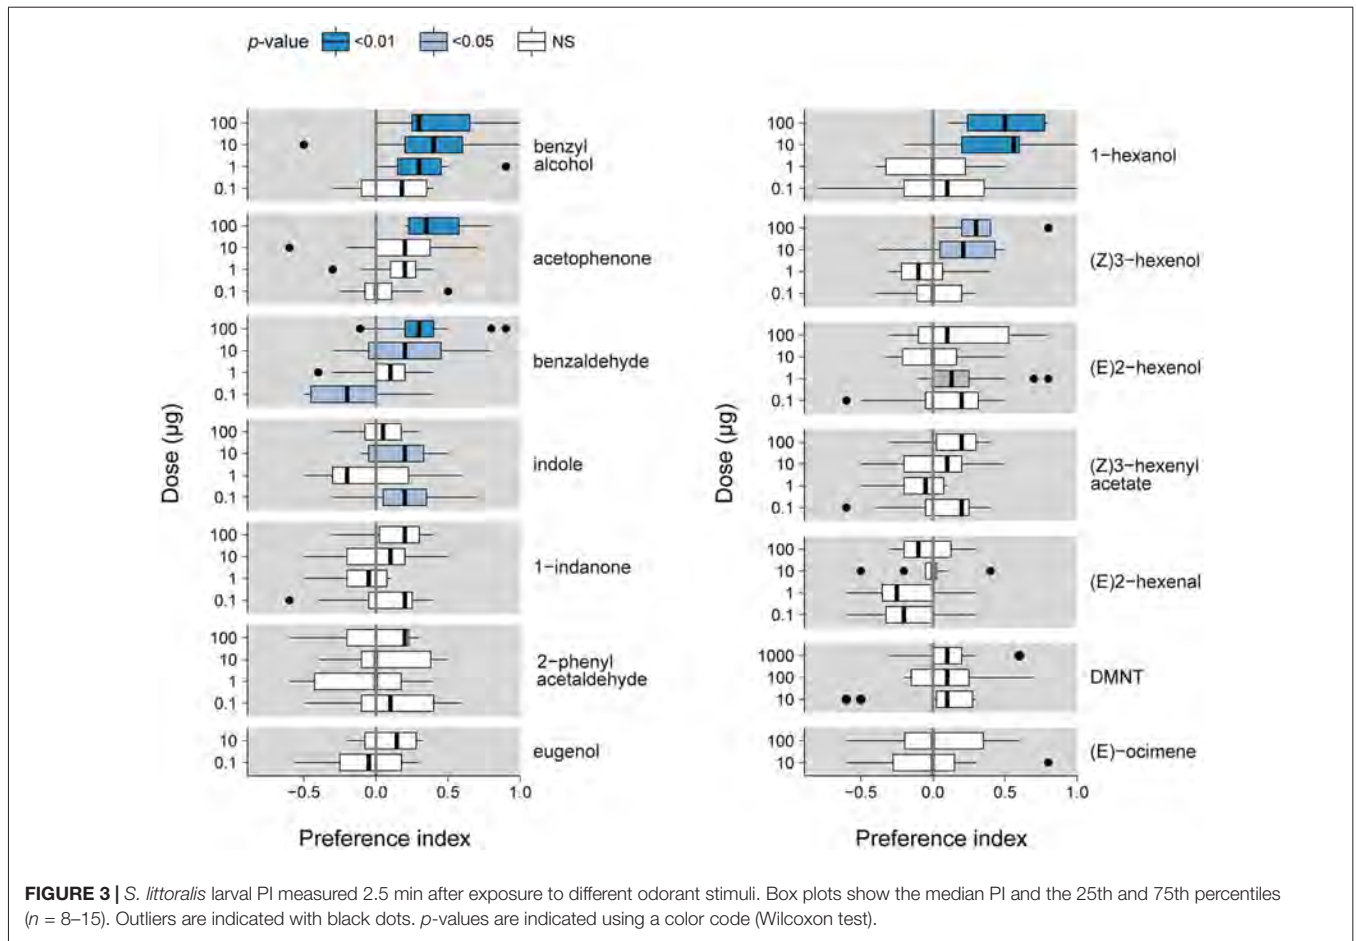 p-value <0.01 <0.05 NS
Dose (µg)
100
10
1
0.1
benzyl
alcohol
100
10
1
0.1
acetophenone
100
10
1
0.1
benzaldehyde
100
10
1
0.1
indole
100
10
1
0.1
1−indanone
100
10
1
0.1
2−phenyl
acetaldehyde
10
0.1
eugenol
−0.5 0.0 0.5 1.0
Preference index
Dose (µg)
100
10
1
0.1
1−hexanol
100
10
1
0.1
(Z)3−hexenol
100
10
1
0.1
(E)2−hexenol
100
10
1
0.1
(Z)3−hexenyl
acetate
100
10
1
0.1
(E)2−hexenal
1000
100
10
DMNT
100
10
(E)−ocimene
−0.5 0.0 0.5 1.0
Preference index
FIGURE 3 | S. littoralis larval PI measured 2.5 min after exposure to different odorant stimuli. Box plots show the median PI and the 25th and 75th percentiles
(n = 8–15). Outliers are indicated with black dots. p-values are indicated using a color code (Wilcoxon test).